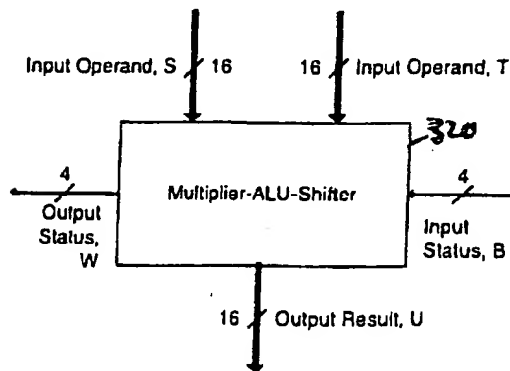 Input Operand, S 16
16 Input Operand, T
320
4
Multiplier-ALU-Shifter
4
Output
Status,
W
Input
Status, B
16 Output Result, U